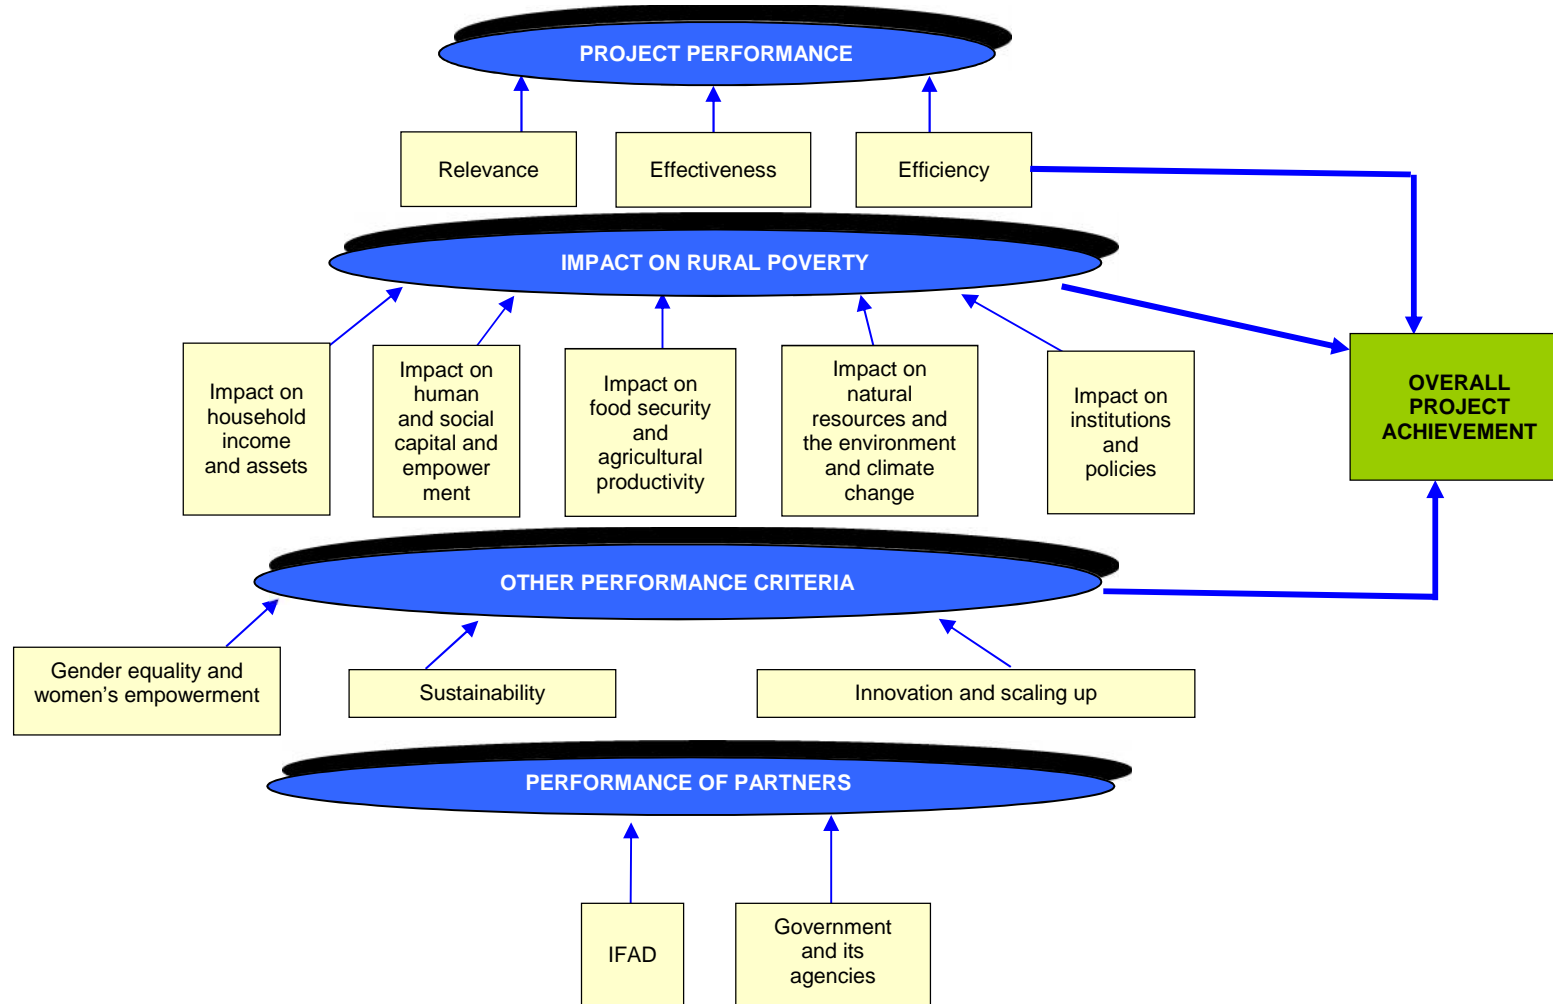 PROJECT PERFORMANCE
Relevance
Effectiveness
Efficiency
IMPACT ON RURAL POVERTY
Impact on
household
income
and assets
Impact on
human
and social
capital and
empower
ment
Impact on
food security
and
agricultural
productivity
Impact on
natural
resources and
the environment
and climate
change
Impact on
institutions
and
policies
OVERALL
PROJECT
ACHIEVEMENT
OTHER PERFORMANCE CRITERIA
Gender equality and
women’s empowerment
Sustainability
Innovation and scaling up
PERFORMANCE OF PARTNERS
IFAD
Government
and its
agencies